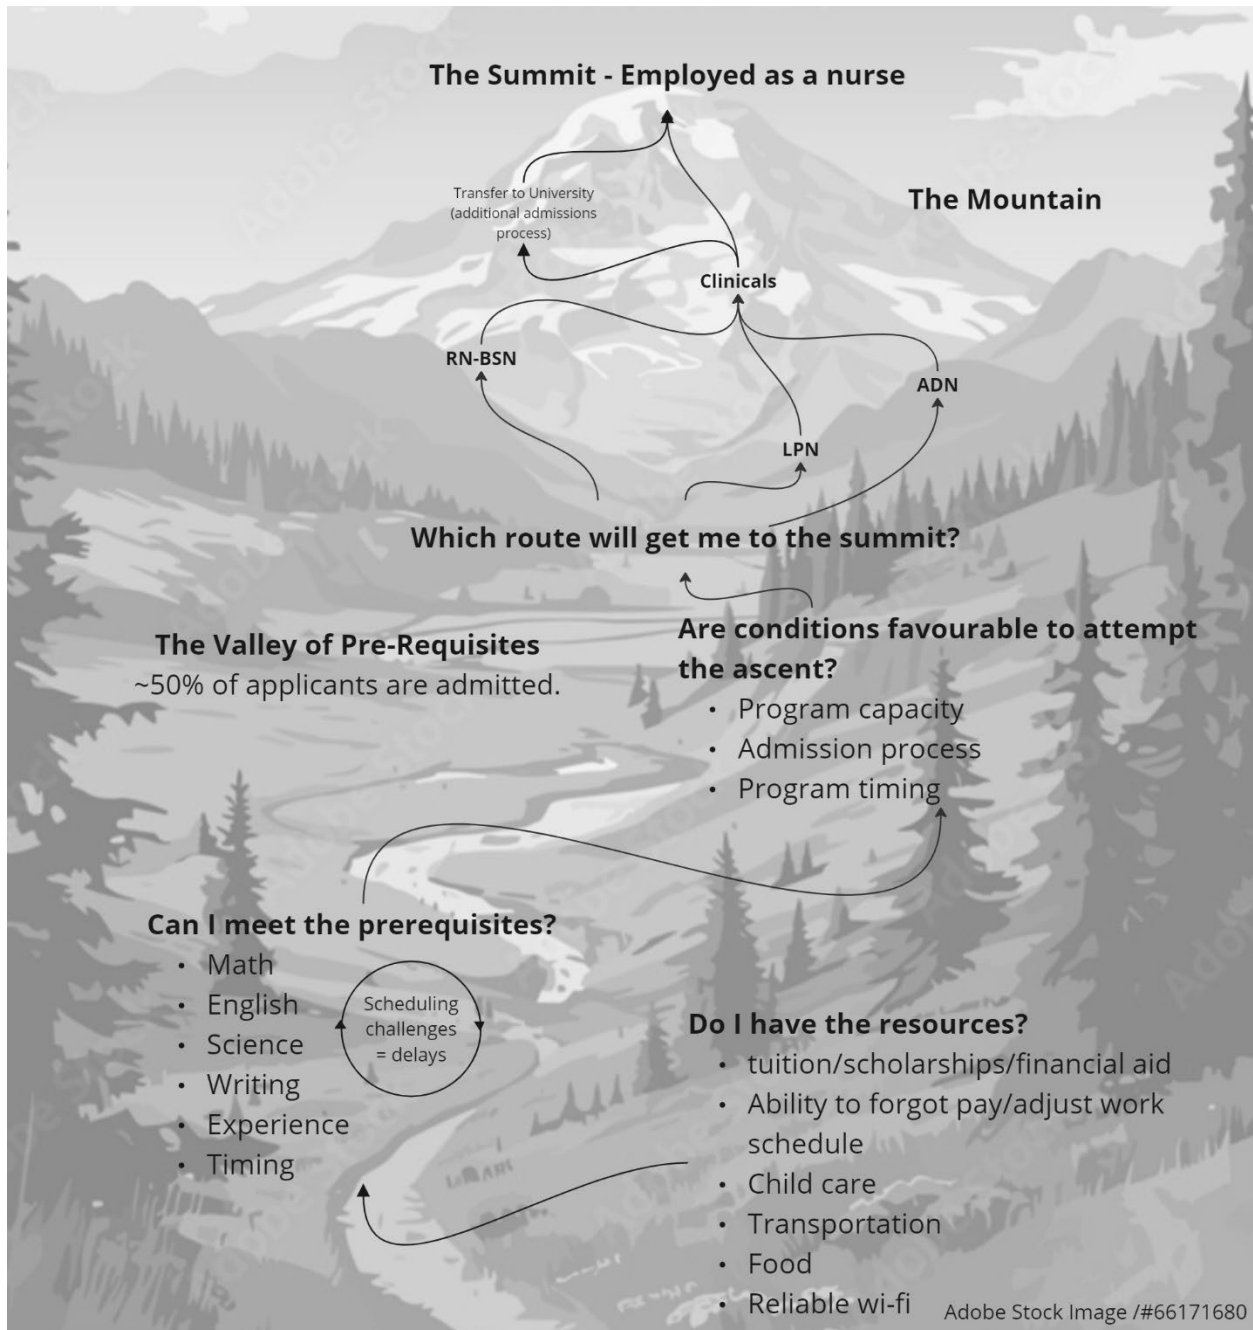 The Summit - Employed as a nurse
The Mountain
Transfer to University
(additional admissions
process)
Clinicals
RN-BSN
ADN
LPN
Which route will get me to the summit?
The Valley of Pre-Requisites
~50% of applicants are admitted.
Are conditions favourable to attempt
the ascent?
• Program capacity
• Admission process
• Program timing
Can I meet the prerequisites?
• Math
• English
• Science
• Writing
• Experience
• Timing
Scheduling
challenges
= delays
Do I have the resources?
• tuition/scholarships/financial aid
• Ability to forgot pay/adjust work
schedule
• Child care
• Transportation
• Food
• Reliable wi-fi
Adobe Stock Image /#66171680
Adobe Stock